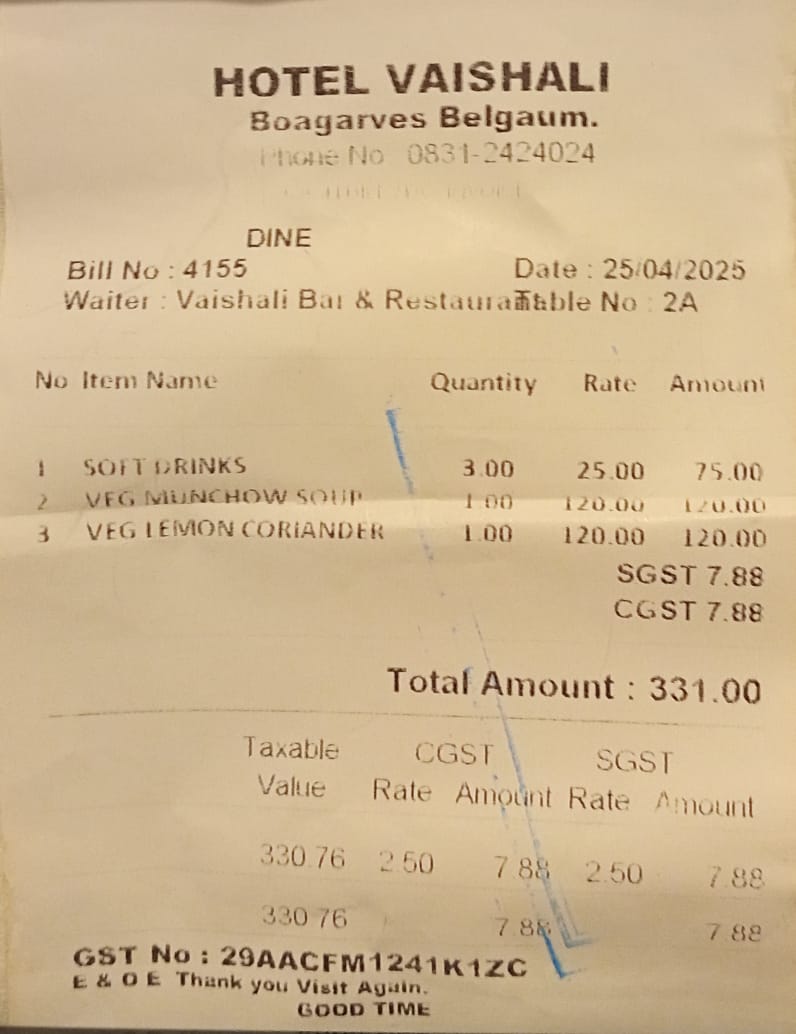 HOTEL VAISHALI
Boagarves Belgaum.
Phone No 0831-2424024
DINE
Bill No : 4155 Date : 25/04/2025
Waiter : Vaishali Bar & Restaurant Table No : 2A
No Item Name Quantity Rate Amount
1 SOFT DRINKS 3.00 25.00 75.00
2 VEG MUNCHOW SOUP 1.00 120.00 120.00
3 VEG LEMON CORIANDER 1.00 120.00 120.00
SGST 7.88
CGST 7.88
Total Amount : 331.00
Taxable CGST SGST
Value Rate Amount Rate Amount
330.76 2.50 7.88 2.50 7.88
330.76 7.88 7.88
GST No : 29AACFM1241K1ZC
E & O E Thank you Visit Again.
GOOD TIME